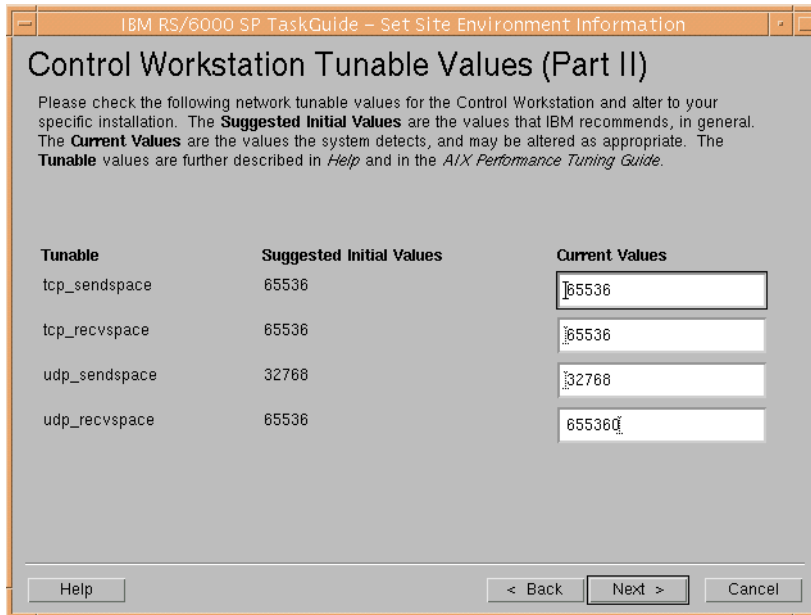 IBM RS/6000 SP TaskGuide – Set Site Environment Information
Control Workstation Tunable Values (Part II)
Please check the following network tunable values for the Control Workstation and alter to your
specific installation. The Suggested Initial Values are the values that IBM recommends, in general.
The Current Values are the values the system detects, and may be altered as appropriate. The
Tunable values are further described in Help and in the AIX Performance Tuning Guide.
Tunable Suggested Initial Values Current Values
tcp_sendspace 65536 65536
tcp_recvspace 65536 65536
udp_sendspace 32768 32768
udp_recvspace 65536 655360
Help < Back Next > Cancel